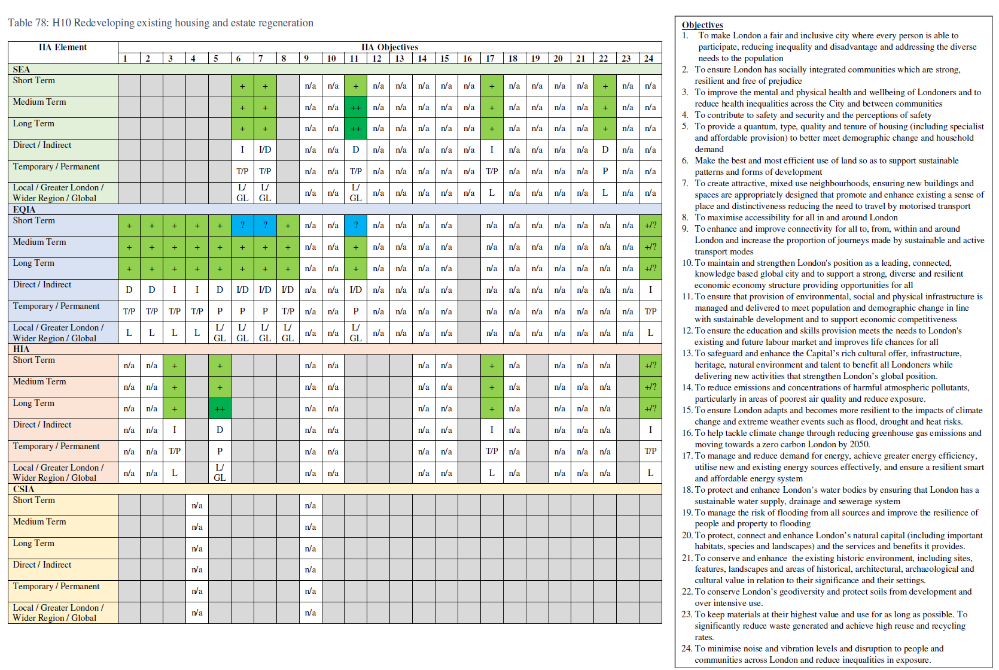 Table 78: H10 Redeveloping existing housing and estate regeneration
IIA Element IIA Objectives
1 2 3 4 5 6 7 8 9 10 11 12 13 14 15 16 17 18 19 20 21 22 23 24
SEA
Short Term + + n/a n/a + n/a n/a n/a n/a n/a + n/a n/a n/a n/a + n/a n/a
Medium Term + + n/a n/a ++ n/a n/a n/a n/a n/a + n/a n/a n/a n/a + n/a n/a
Long Term + + n/a n/a ++ n/a n/a n/a n/a n/a + n/a n/a n/a n/a + n/a n/a
Direct / Indirect I I/D n/a n/a D n/a n/a n/a n/a n/a I n/a n/a n/a n/a D n/a n/a
Temporary / Permanent T/P T/P n/a n/a T/P n/a n/a n/a n/a n/a T/P n/a n/a n/a n/a P n/a n/a
Local / Greater London / L/ L/ L/
Wider Region / Global GL GL n/a n/a GL n/a n/a n/a n/a n/a L n/a n/a n/a n/a L n/a n/a
EQIA
Short Term + + + + + ? ? + n/a n/a ? n/a n/a n/a n/a n/a n/a n/a n/a n/a n/a n/a +/?
Medium Term + + + + + + + + n/a n/a + n/a n/a n/a n/a n/a n/a n/a n/a n/a n/a n/a +/?
Long Term + + + + + + + + n/a n/a + n/a n/a n/a n/a n/a n/a n/a n/a n/a n/a n/a +/?
Direct / Indirect D D I I D I/D I/D I/D n/a n/a I/D n/a n/a n/a n/a n/a n/a n/a n/a n/a n/a n/a I
Temporary / Permanent T/P T/P T/P T/P P P P T/P n/a n/a P n/a n/a n/a n/a n/a n/a n/a n/a n/a n/a n/a T/P
Local / Greater London / L/ L/ L/ L/ L/
Wider Region / Global L L L L GL GL GL GL n/a n/a GL n/a n/a n/a n/a n/a n/a n/a n/a n/a n/a n/a L
HIA
Short Term n/a n/a + + n/a n/a n/a n/a + n/a n/a n/a n/a +/?
Medium Term n/a n/a + + n/a n/a n/a n/a + n/a n/a n/a n/a +/?
Long Term n/a n/a + ++ n/a n/a n/a n/a + n/a n/a n/a n/a +/?
Direct / Indirect n/a n/a I D n/a n/a n/a n/a I n/a n/a n/a n/a I
Temporary / Permanent n/a n/a T/P P n/a n/a n/a n/a T/P n/a n/a n/a n/a T/P
Local / Greater London / L/
Wider Region / Global n/a n/a L GL n/a n/a n/a n/a L n/a n/a n/a n/a L
CSIA
Short Term n/a n/a
Medium Term n/a n/a
Long Term n/a n/a
Direct / Indirect n/a n/a
Temporary / Permanent n/a n/a
Local / Greater London /
Wider Region / Global n/a n/a
Objectives
1. To make London a fair and inclusive city where every person is able to
participate, reducing inequality and disadvantage and addressing the diverse
needs to the population
2. To ensure London has socially integrated communities which are strong,
resilient and free of prejudice
3. To improve the mental and physical health and wellbeing of Londoners and to
reduce health inequalities across the City and between communities
4. To contribute to safety and security and the perceptions of safety
5. To provide a quantum, type, quality and tenure of housing (including specialist
and affordable provision) to better meet demographic change and household
demand
6. Make the best and most efficient use of land so as to support sustainable
patterns and forms of development
7. To create attractive, mixed use neighbourhoods, ensuring new buildings and
spaces are appropriately designed that promote and enhance existing a sense of
place and distinctiveness reducing the need to travel by motorised transport
8. To maximise accessibility for all in and around London
9. To enhance and improve connectivity for all to, from, within and around
London and increase the proportion of journeys made by sustainable and active
transport modes
10. To maintain and strengthen London's position as a leading, connected,
knowledge based global city and to support a strong, diverse and resilient
economic economy structure providing opportunities for all
11. To ensure that provision of environmental, social and physical infrastructure is
managed and delivered to meet population and demographic change in line
with sustainable development and to support economic competitiveness
12. To ensure the education and skills provision meets the needs to London's
existing and future labour market and improves life chances for all
13. To safeguard and enhance the Capital's rich cultural offer, infrastructure,
heritage, natural environment and talent to benefit all Londoners while
delivering new activities that strengthen London's global position.
14. To reduce emissions and concentrations of harmful atmospheric pollutants,
particularly in areas of poorest air quality and reduce exposure.
15. To ensure London adapts and becomes more resilient to the impacts of climate
change and extreme weather events such as flood, drought and heat risks.
16. To help tackle climate change through reducing greenhouse gas emissions and
moving towards a zero carbon London by 2050.
17. To manage and reduce demand for energy, achieve greater energy efficiency,
utilise new and existing energy sources effectively, and ensure a resilient smart
and affordable energy system
18. To protect and enhance London's water bodies by ensuring that London has a
sustainable water supply, drainage and sewerage system
19. To manage the risk of flooding from all sources and improve the resilience of
people and property to flooding
20. To protect, connect and enhance London's natural capital (including important
habitats, species and landscapes) and the services and benefits it provides.
21. To conserve and enhance the existing historic environment, including sites,
features, landscapes and areas of historical, architectural, archaeological and
cultural value in relation to their significance and their settings.
22. To conserve London's geodiversity and protect soils from development and
over intensive use.
23. To keep materials at their highest value and use for as long as possible. To
significantly reduce waste generated and achieve high reuse and recycling
rates.
24. To minimise noise and vibration levels and disruption to people and
communities across London and reduce inequalities in exposure.